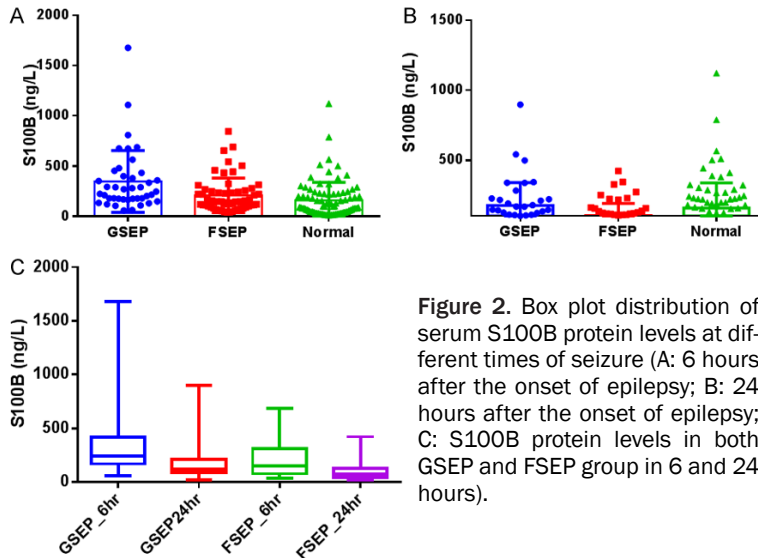 A
S100B (ng/L)
2000
1500
1000
500
0
GSEP FSEP Normal
B
S100B (ng/L)
1500
1000
500
GSEP FSEP Normal
C
S100B (ng/L)
2000
1500
1000
500
0
GSEP_6hr GSEP24hr FSEP_6hr FSEP_24hr
Figure 2. Box plot distribution of
serum S100B protein levels at dif-
ferent times of seizure (A: 6 hours
after the onset of epilepsy; B: 24
hours after the onset of epilepsy;
C: S100B protein levels in both
GSEP and FSEP group in 6 and 24
hours).